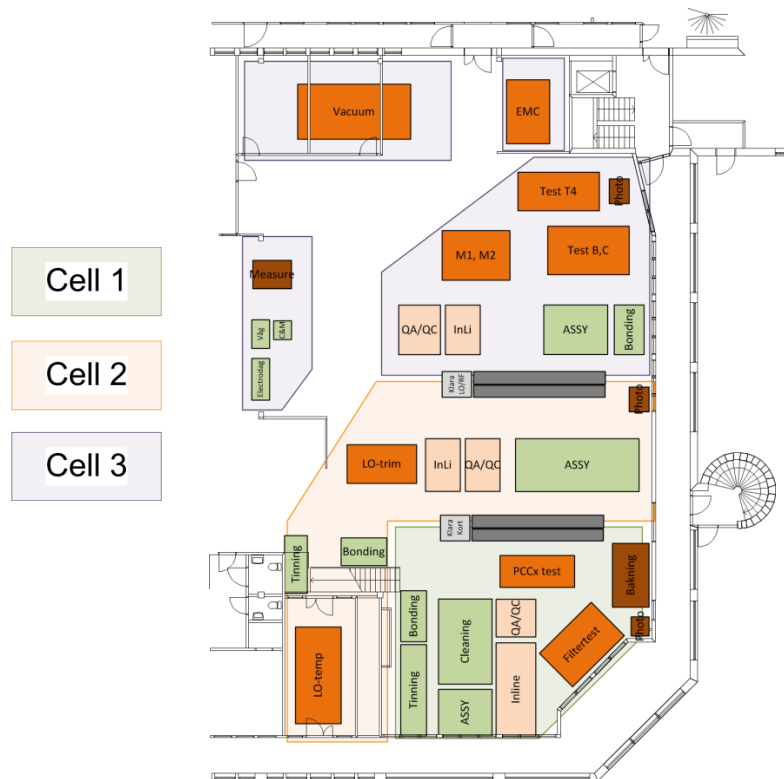 Vacuum
EMC
Test T4
Photo
M1, M2
Test B,C
Cell 1
Measure
QA/QC
InLi
ASSY
Bonding
Våg
C&M
Cell 2
Electrodag
Klara
LO/RF
Photo
Cell 3
LO-trim
InLi
QA/QC
ASSY
Klara
Kort
Tinning
Bonding
PCCx test
Bakning
Bonding
Cleaning
QA/QC
Photo
Filtertest
LO-temp
Tinning
ASSY
Inline